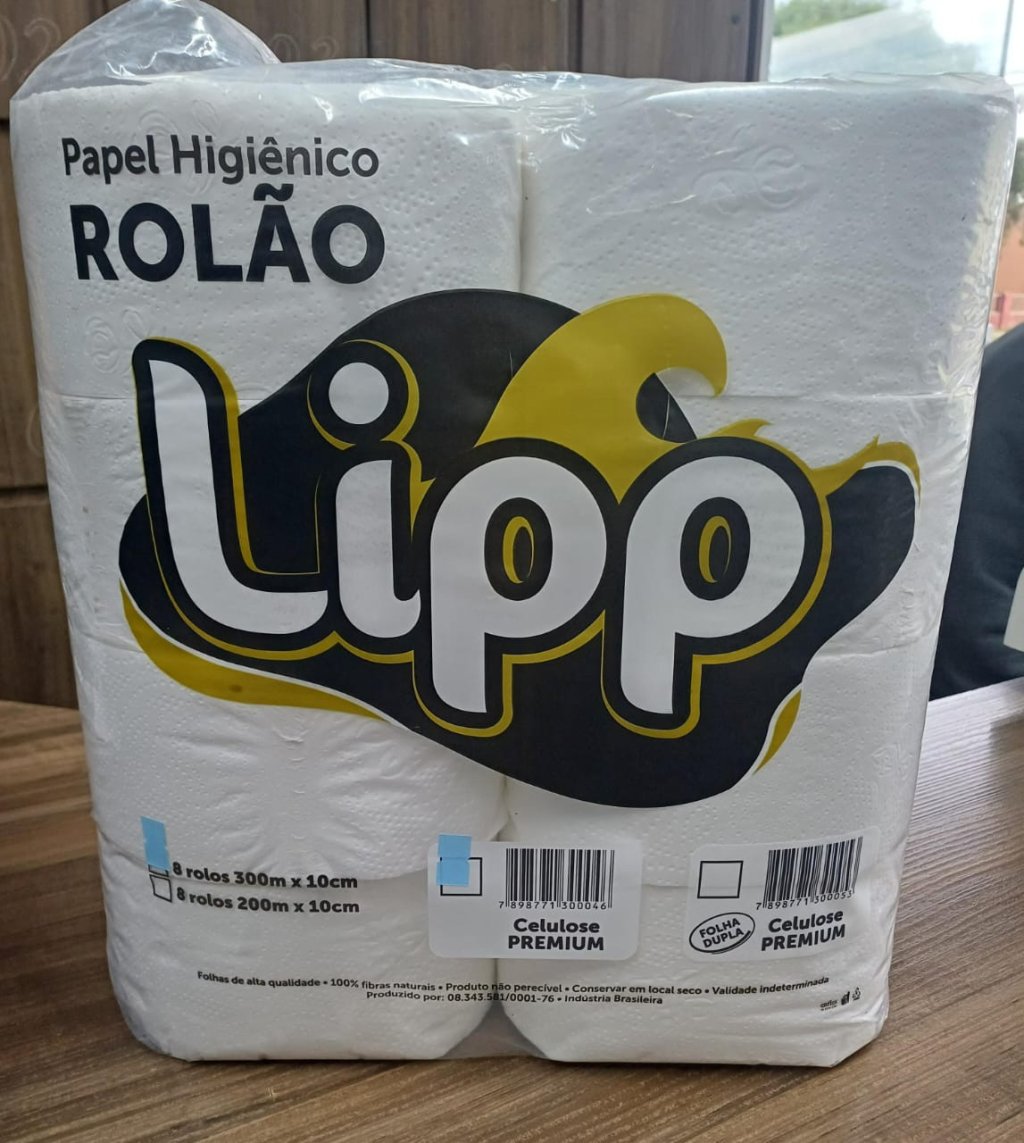 Papel Higiênico
ROLÃO
Lipp
8 rolos 300m x 10cm
8 rolos 200m x 10cm
7 898771 300046
Celulose
PREMIUM
7 898771 300053
FOLHA
DUPLA
Celulose
PREMIUM
Folhas de alta qualidade • 100% fibras naturais • Produto não perecível • Conservar em local seco • Validade indeterminada
Produzido por: 08.343.581/0001-76 • Indústria Brasileira